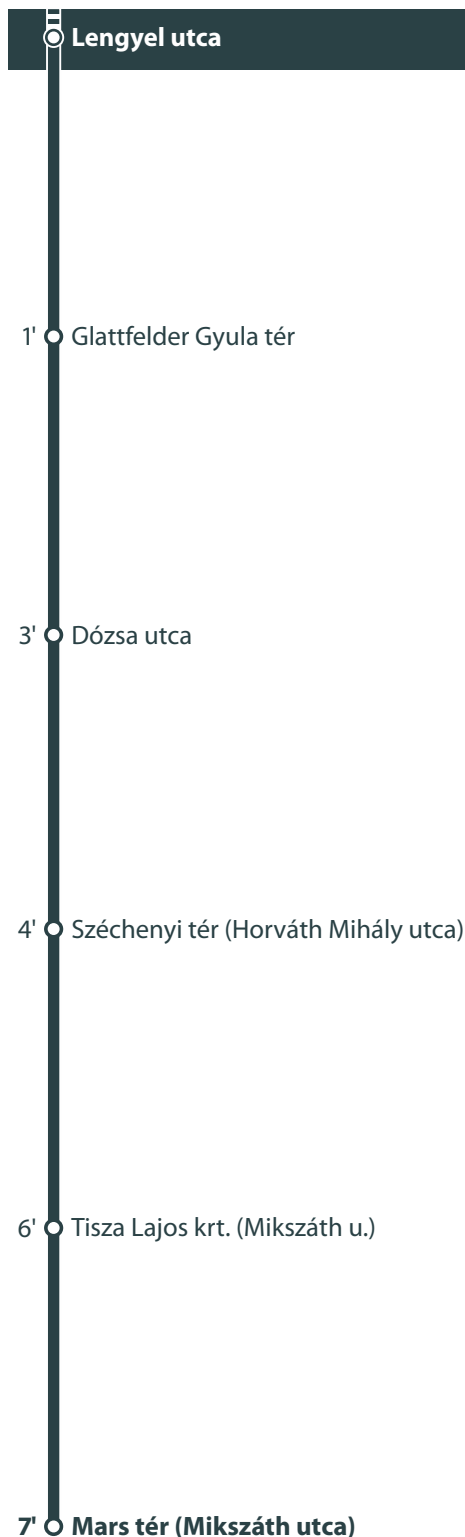 Lengyel utca
1' Glattfelder Gyula tér
3' Dózsa utca
4' Széchenyi tér (Horváth Mihály utca)
6' Tisza Lajos krt. (Mikszáth u.)
7' Mars tér (Mikszáth utca)